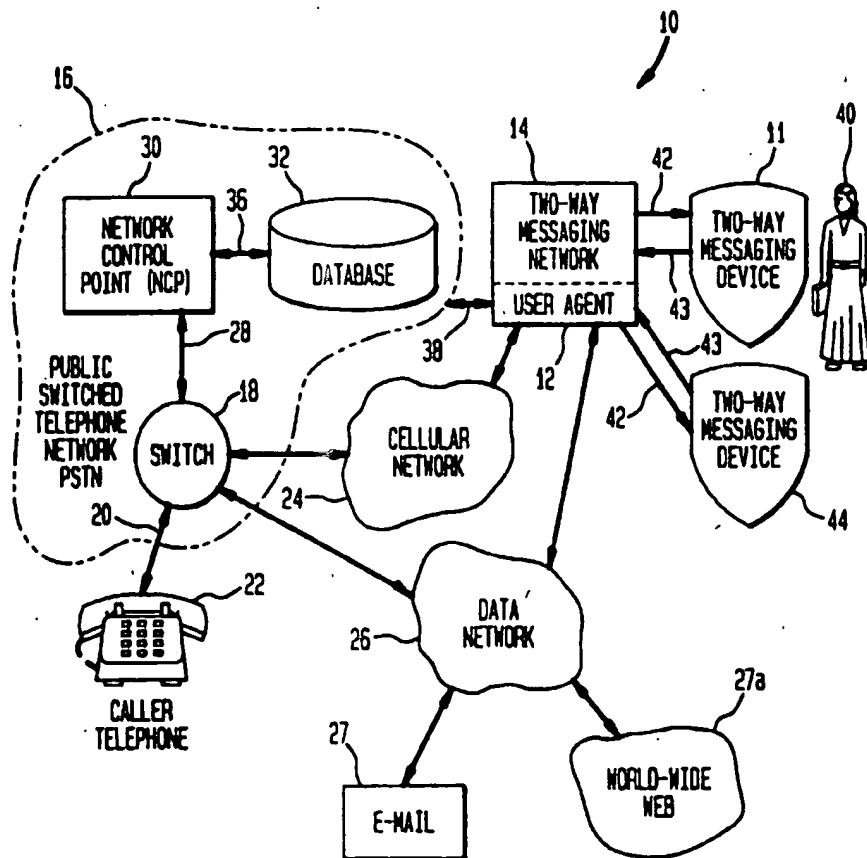 10
16
40
30
32
14
42
11
NETWORK
CONTROL
POINT (NCP)
36
DATABASE
TWO-WAY
MESSAGING
NETWORK
USER AGENT
TWO-WAY
MESSAGING
DEVICE
43
28
38
12
43
42
PUBLIC
SWITCHED
TELEPHONE
NETWORK
PSTN
18
SWITCH
CELLULAR
NETWORK
24
TWO-WAY
MESSAGING
DEVICE
44
20
22
CALLER
TELEPHONE
26
DATA
NETWORK
27
E-MAIL
27a
WORLD-WIDE
WEB